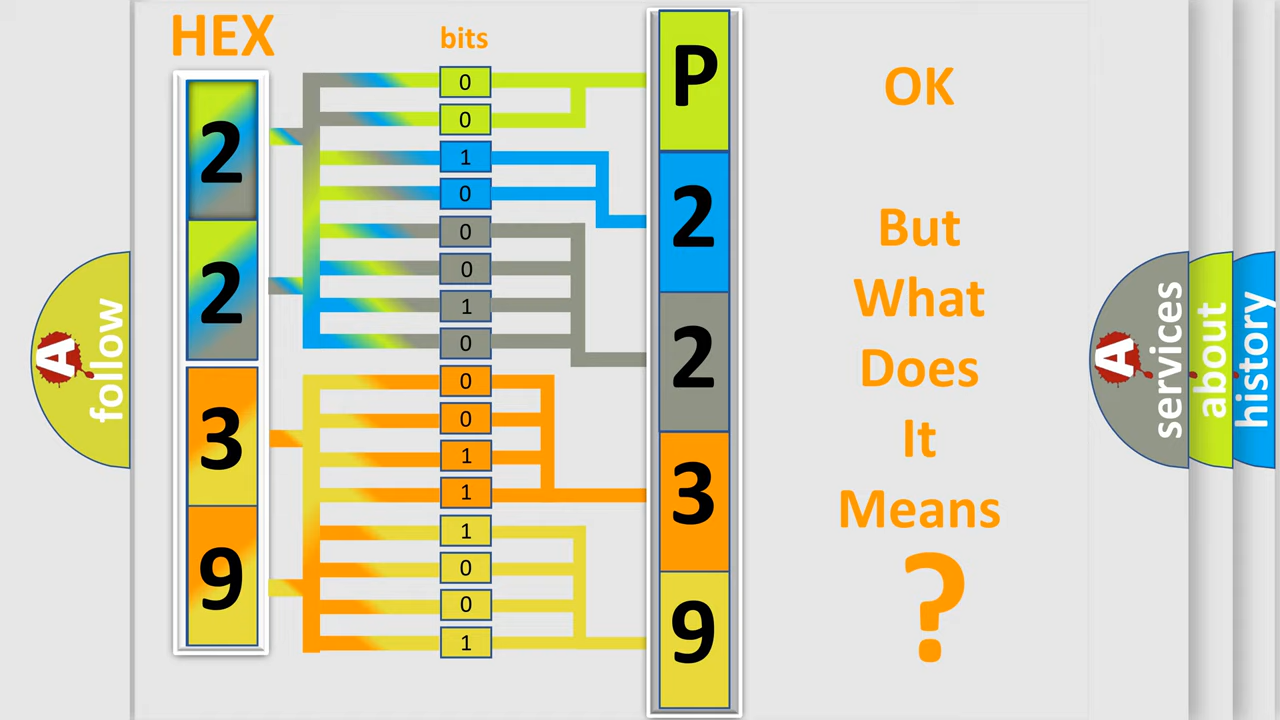 HEX
bits
2
2
3
9
0
0
1
0
0
0
1
0
0
0
1
1
1
0
0
1
P
2
2
3
9
OK
But
What
Does
It
Means
?
A
follow
A
services
about
history